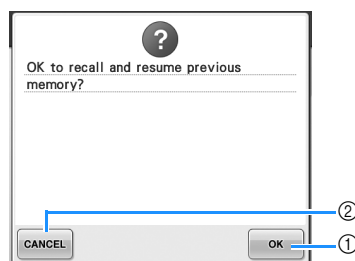 ?
OK to recall and resume previous
memory?
②
CANCEL
OK
①